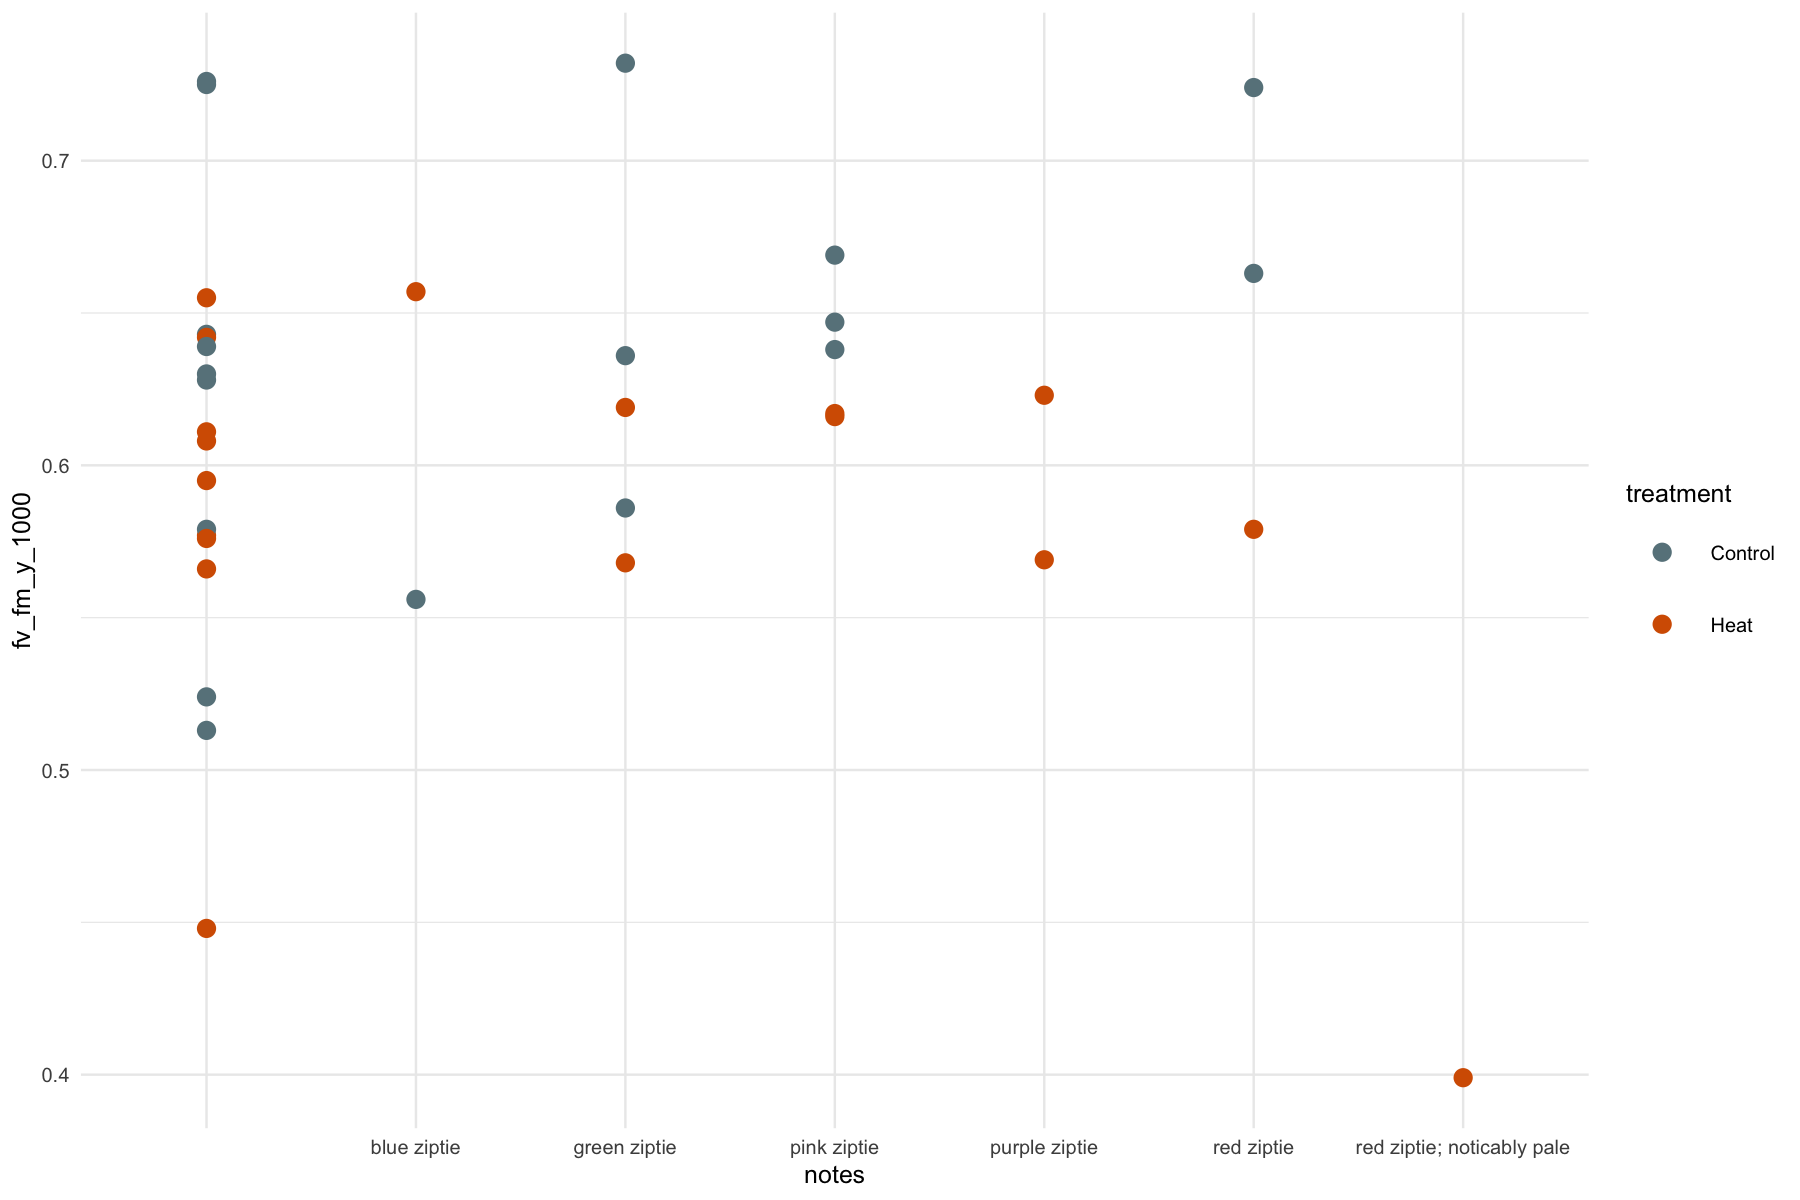 fv_fm_y_1000
0.7
0.6
0.5
0.4
blue ziptie
green ziptie
pink ziptie
purple ziptie
red ziptie
red ziptie; noticably pale
notes
treatment
Control
Heat